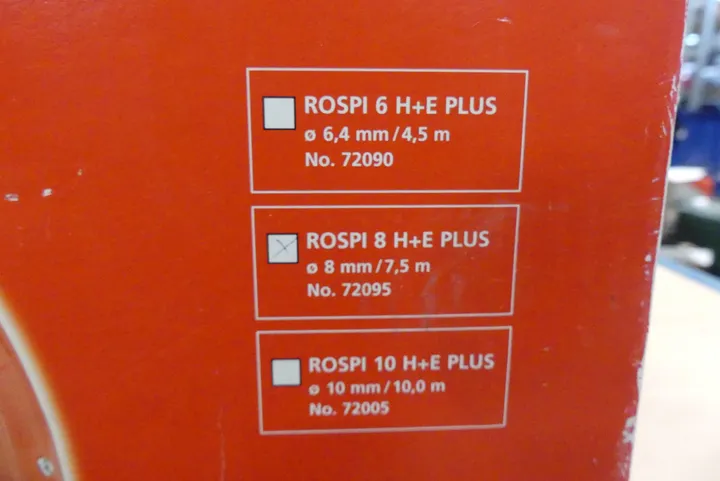 ROSPI 6 H+E PLUS
ø 6,4 mm/4,5 m
No. 72090
ROSPI 8 H+E PLUS
ø 8 mm/7,5 m
No. 72095
ROSPI 10 H+E PLUS
ø 10 mm/10,0 m
No. 72005